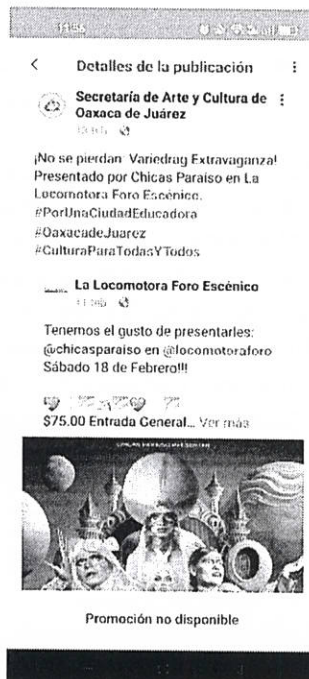 11:56
Detalles de la publicación
Secretaría de Arte y Cultura de
Oaxaca de Juárez
¡No se pierdan: Variedrag Extravaganza!
Presentado por Chicas Paraíso en La
Locomotora Foro Escénico.
#PorUnaCiudadEducadora
#OaxacadeJuarez
#CulturaParaTodasYTodos
La Locomotora Foro Escénico
Tenemos el gusto de presentarles:
@chicasparaiso en @locomotoraforo
Sábado 18 de Febrero!!!
$75.00 Entrada General... Ver más
Promoción no disponible